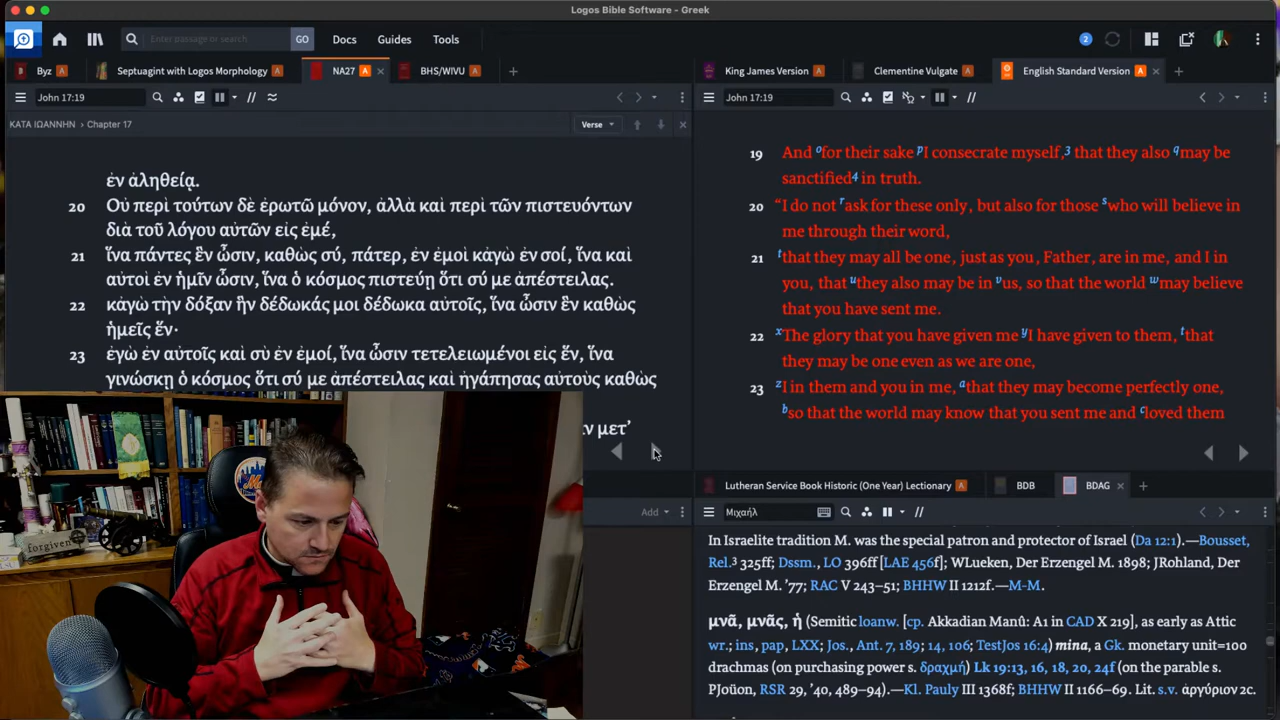 Logos Bible Software - Greek
Enter passage to search
GO
Docs
Guides
Tools
2
Byz A
Septuagint with Logos Morphology A
NA27 A
BHS/WIVU A
King James Version A
Clementine Vulgate A
English Standard Version A
John 17:19
ΚΑΤΑ ΙΩΑΝΝΗΝ > Chapter 17
Verse
ἐν ἀληθείᾳ.
20 Οὐ περὶ τούτων δὲ ἐρωτῶ μόνον, ἀλλὰ καὶ περὶ τῶν πιστευόντων
διὰ τοῦ λόγου αὐτῶν εἰς ἐμέ,
21 ἵνα πάντες ἓν ὦσιν, καθὼς σύ, πάτερ, ἐν ἐμοὶ κἀγὼ ἐν σοί, ἵνα καὶ
αὐτοὶ ἐν ἡμῖν ὦσιν, ἵνα ὁ κόσμος πιστεύῃ ὅτι σύ με ἀπέστειλας.
22 κἀγὼ τὴν δόξαν ἣν δέδωκάς μοι δέδωκα αὐτοῖς, ἵνα ὦσιν ἓν καθὼς
ἡμεῖς ἕν·
23 ἐγὼ ἐν αὐτοῖς καὶ σὺ ἐν ἐμοί, ἵνα ὦσιν τετελειωμένοι εἰς ἕν, ἵνα
γινώσκῃ ὁ κόσμος ὅτι σύ με ἀπέστειλας καὶ ἠγάπησας αὐτοὺς καθὼς
μετ’
Add
forgiven
John 17:19
19 And o for their sake p I consecrate myself,3 that they also q may be
sanctified4 in truth.
20 “I do not r ask for these only, but also for those s who will believe in
me through their word,
21 t that they may all be one, just as you, Father, are in me, and I in
you, that u they also may be in v us, so that the world w may believe
that you have sent me.
22 x The glory that you have given me y I have given to them, t that
they may be one even as we are one,
23 z I in them and you in me, a that they may become perfectly one,
b so that the world may know that you sent me and c loved them
Lutheran Service Book Historic (One Year) Lectionary A
BDB
BDAG
Μιχαήλ
In Israelite tradition M. was the special patron and protector of Israel (Da 12:1).—Bousset,
Rel.³ 325ff; Dssm., LO 396ff [LAE 456f]; WLueken, Der Erzengel M. 1898; JRohland, Der
Erzengel M. ’77; RAC V 243–51; BHHW II 1212f.—M-M.
μνᾶ, μνᾶς, ἡ (Semitic loanw. [cp. Akkadian Manû: A1 in CAD X 219], as early as Attic
wr.; ins, pap, LXX; Jos., Ant. 7, 189; 14, 106; TestJos 16:4) mina, a Gk. monetary unit=100
drachmas (on purchasing power s. δραχμή) Lk 19:13, 16, 18, 20, 24f (on the parable s.
PJoüon, RSR 29, ’40, 489–94).—Kl. Pauly III 1368f; BHHW II 1166–69. Lit. s.v. ἀργύριον 2c.